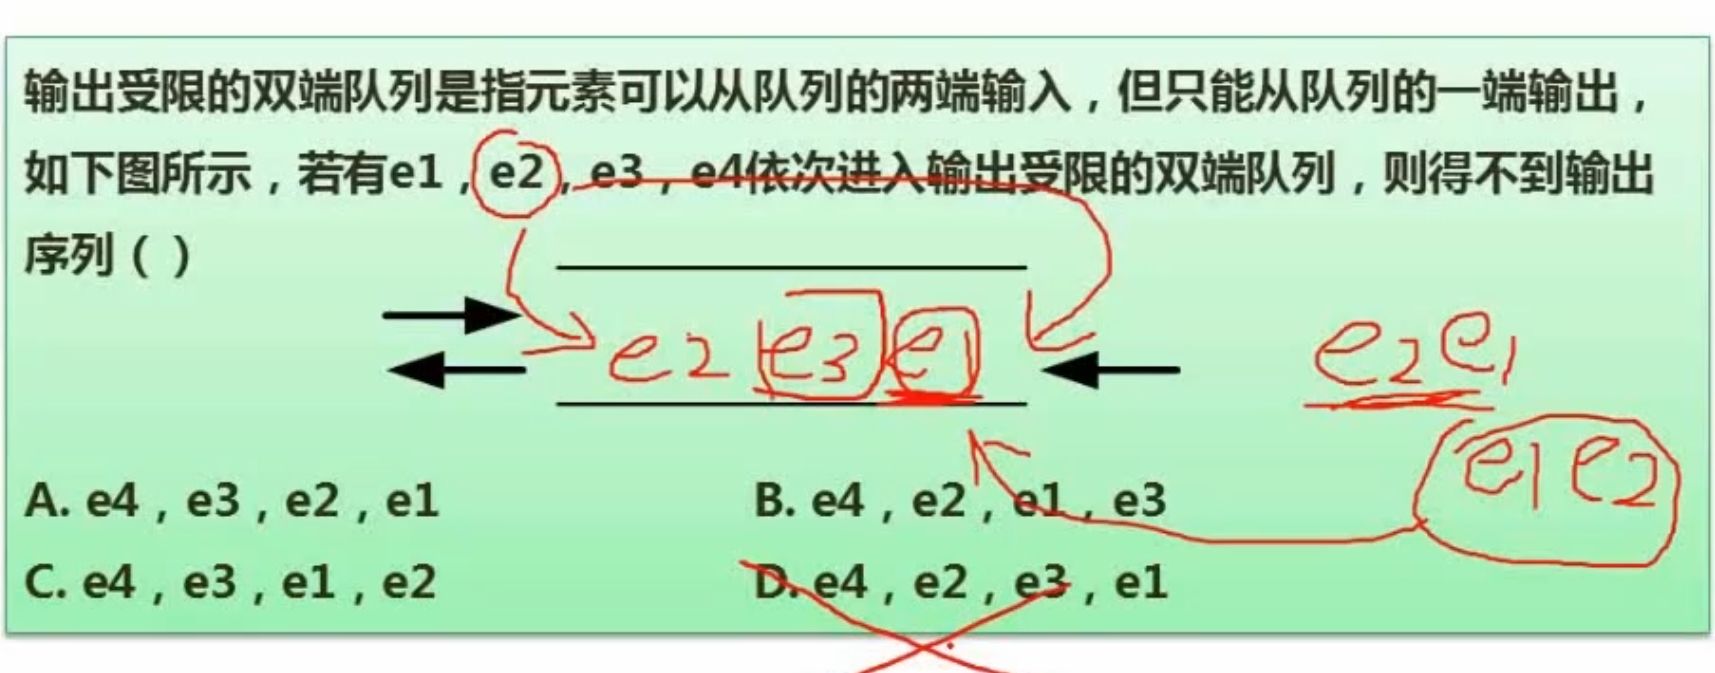 输出受限的双端队列是指元素可以从队列的两端输入，但只能从队列的一端输出，
如下图所示，若有e1，e2，e3，e4依次进入输出受限的双端队列，则得不到输出
序列（ ）
e2 e3 e1
e2e1
e1 e2
A. e4，e3，e2，e1
B. e4，e2，e1，e3
C. e4，e3，e1，e2
D. e4，e2，e3，e1